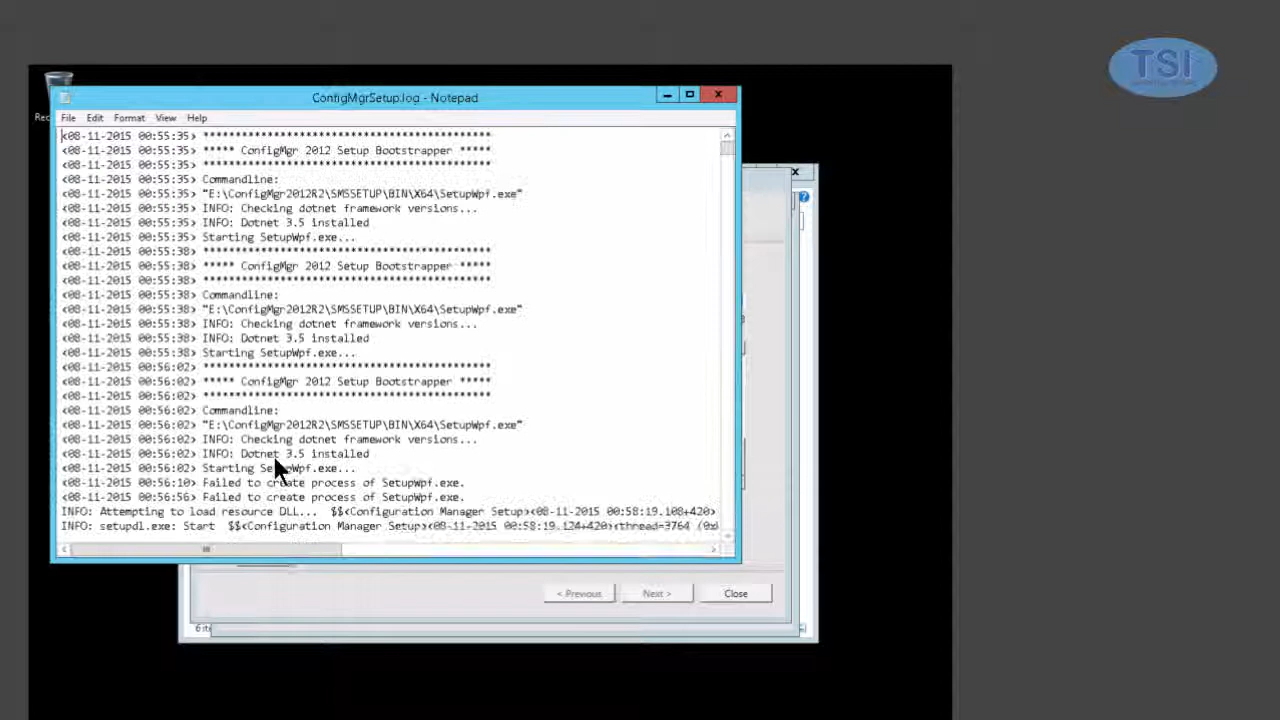 TSI
Rec
ConfigMgrSetup.log - Notepad
File Edit Format View Help
<08-11-2015 00:55:35> **********************************************
<08-11-2015 00:55:35> ***** ConfigMgr 2012 Setup Bootstrapper *****
<08-11-2015 00:55:35> **********************************************
<08-11-2015 00:55:35> Commandline:
<08-11-2015 00:55:35> "E:\ConfigMgr2012R2\SMSSETUP\BIN\X64\SetupWpf.exe"
<08-11-2015 00:55:35> INFO: Checking dotnet framework versions...
<08-11-2015 00:55:35> INFO: Dotnet 3.5 installed
<08-11-2015 00:55:35> Starting SetupWpf.exe...
<08-11-2015 00:55:38> **********************************************
<08-11-2015 00:55:38> ***** ConfigMgr 2012 Setup Bootstrapper *****
<08-11-2015 00:55:38> **********************************************
<08-11-2015 00:55:38> Commandline:
<08-11-2015 00:55:38> "E:\ConfigMgr2012R2\SMSSETUP\BIN\X64\SetupWpf.exe"
<08-11-2015 00:55:38> INFO: Checking dotnet framework versions...
<08-11-2015 00:55:38> INFO: Dotnet 3.5 installed
<08-11-2015 00:55:38> Starting SetupWpf.exe...
<08-11-2015 00:56:02> **********************************************
<08-11-2015 00:56:02> ***** ConfigMgr 2012 Setup Bootstrapper *****
<08-11-2015 00:56:02> **********************************************
<08-11-2015 00:56:02> Commandline:
<08-11-2015 00:56:02> "E:\ConfigMgr2012R2\SMSSETUP\BIN\X64\SetupWpf.exe"
<08-11-2015 00:56:02> INFO: Checking dotnet framework versions...
<08-11-2015 00:56:02> INFO: Dotnet 3.5 installed
<08-11-2015 00:56:02> Starting SetupWpf.exe...
<08-11-2015 00:56:10> Failed to create process of SetupWpf.exe.
<08-11-2015 00:56:56> Failed to create process of SetupWpf.exe.
INFO: Attempting to load resource DLL... $$<Configuration Manager Setup><08-11-2015 00:58:19.108+420>
INFO: setupdl.exe: Start $$<Configuration Manager Setup><08-11-2015 00:58:19.124+420><thread=3764 (0x
< Previous Next > Close
6 it